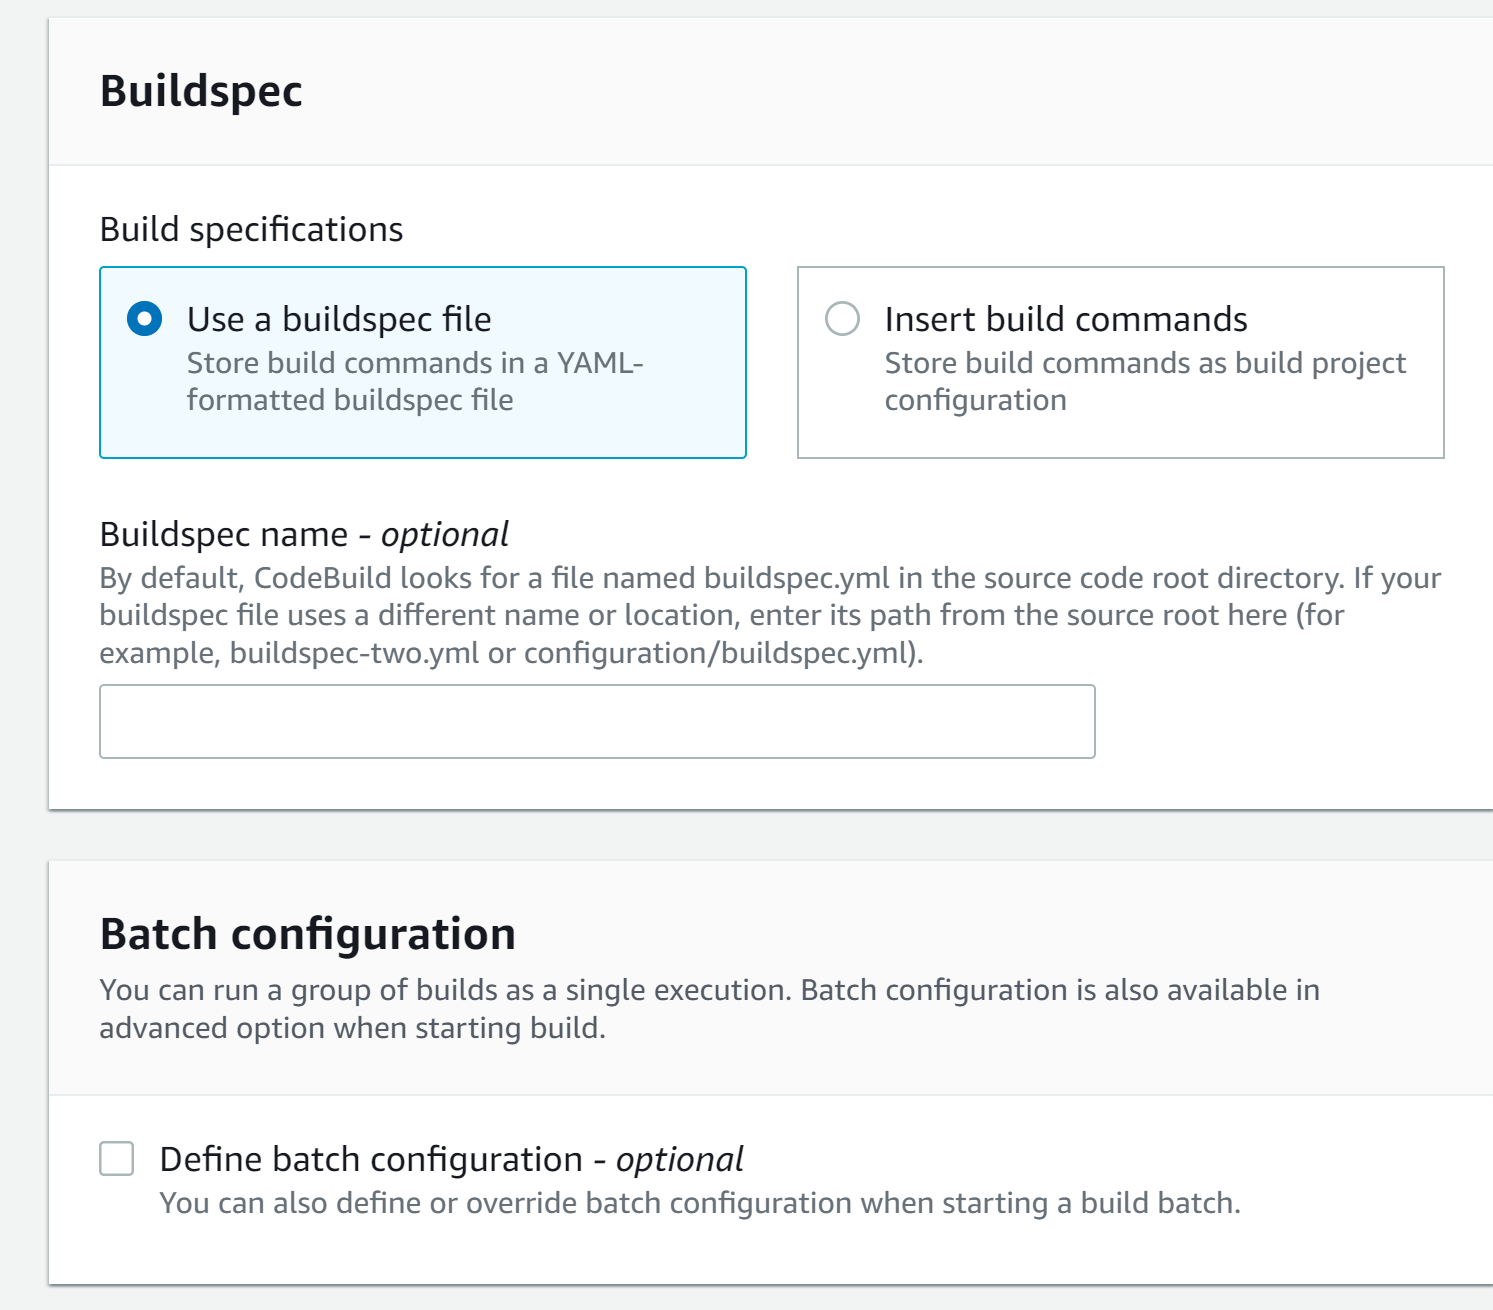 Buildspec
Build specifications
Use a buildspec file
Store build commands in a YAML-
formatted buildspec file
Insert build commands
Store build commands as build project
configuration
Buildspec name - optional
By default, CodeBuild looks for a file named buildspec.yml in the source code root directory. If your
buildspec file uses a different name or location, enter its path from the source root here (for
example, buildspec-two.yml or configuration/buildspec.yml).
Batch configuration
You can run a group of builds as a single execution. Batch configuration is also available in
advanced option when starting build.
Define batch configuration - optional
You can also define or override batch configuration when starting a build batch.